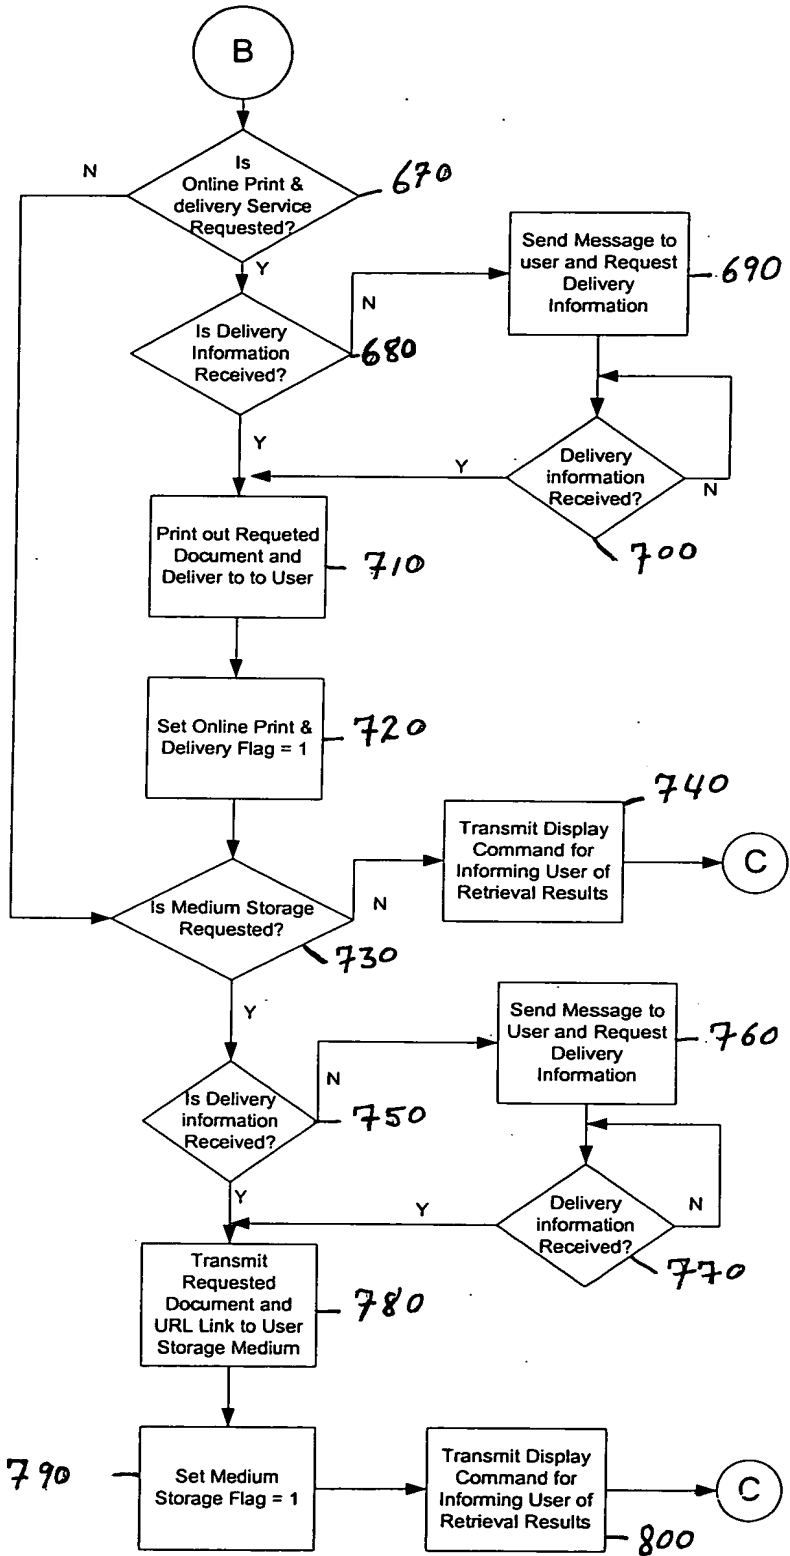 B
Is
Online Print &
delivery Service
Requested?
670
N
Y
Send Message to
user and Request
Delivery
Information
690
N
Is Delivery
Information
Received?
680
Y
Delivery
information
Received?
Y
N
700
Print out Requeted
Document and
Deliver to to User
710
Set Online Print &
Delivery Flag = 1
720
740
Transmit Display
Command for
Informing User of
Retrieval Results
C
Is Medium Storage
Requested?
N
730
Y
Send Message to
User and Request
Delivery
Information
760
N
Is Delivery
information
Received?
750
Y
Delivery
information
Received?
Y
N
770
Transmit
Requested
Document and
URL Link to User
Storage Medium
780
790
Set Medium
Storage Flag = 1
Transmit Display
Command for
Informing User of
Retrieval Results
C
800